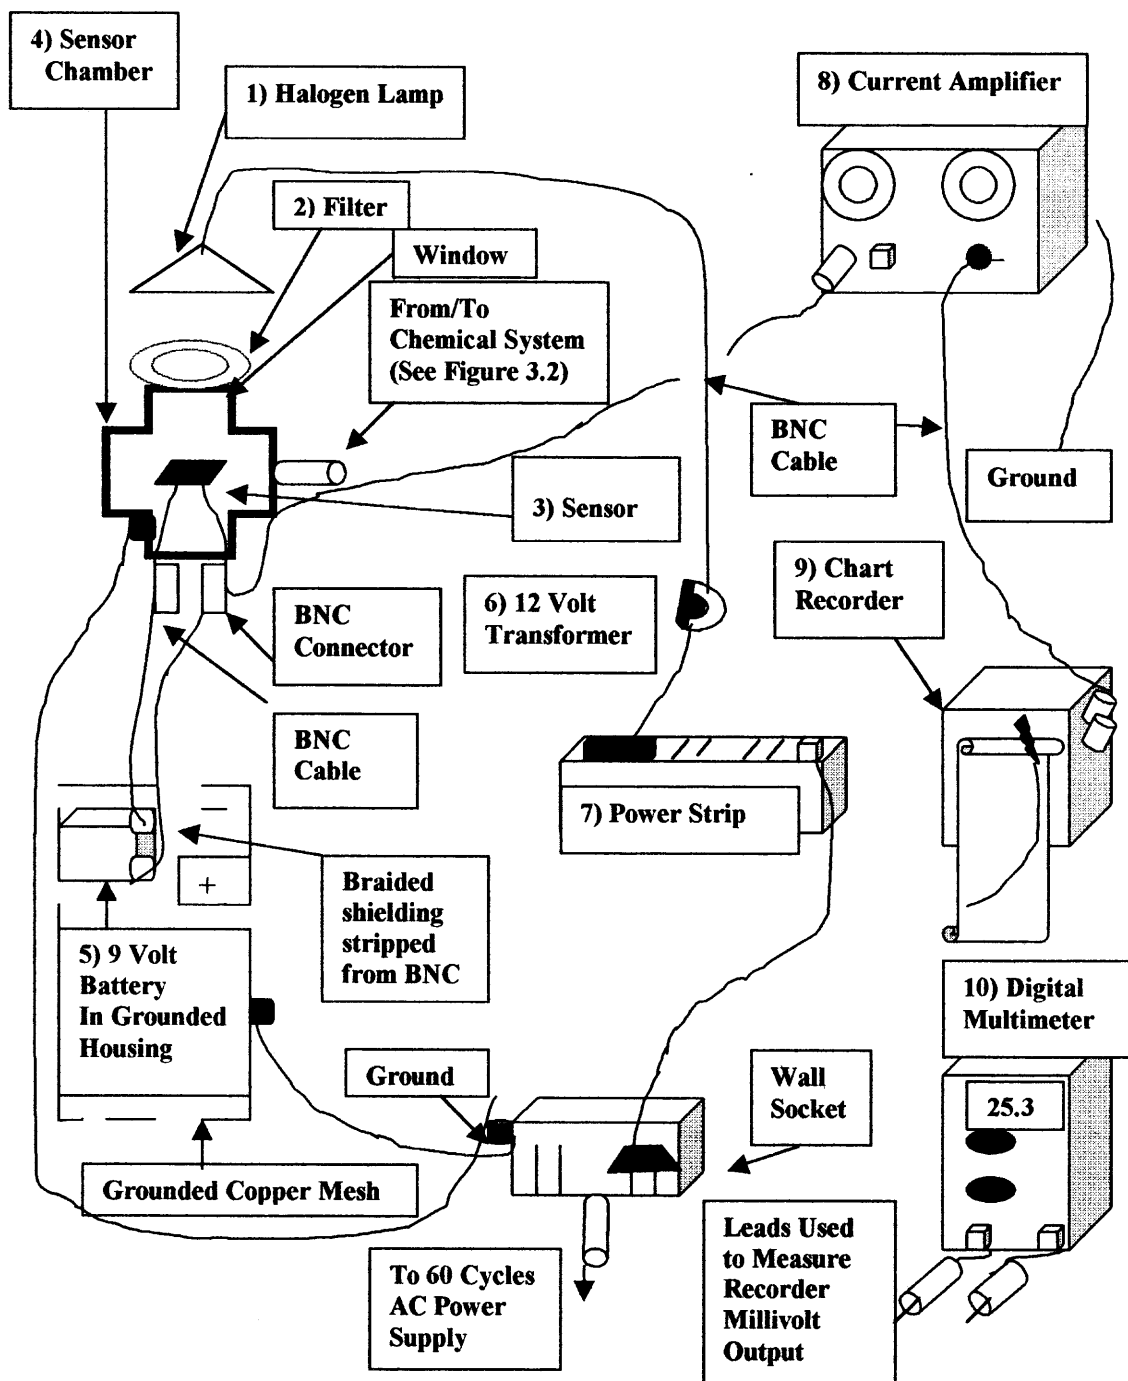 4) Sensor
Chamber
1) Halogen Lamp
8) Current Amplifier
2) Filter
Window
From/To
Chemical System
(See Figure 3.2)
BNC
Cable
Ground
3) Sensor
9) Chart
Recorder
6) 12 Volt
Transformer
BNC
Connector
BNC
Cable
7) Power Strip
+
Braided
shielding
stripped
from BNC
5) 9 Volt
Battery
In Grounded
Housing
10) Digital
Multimeter
Ground
Wall
Socket
25.3
Grounded Copper Mesh
Leads Used
to Measure
Recorder
Millivolt
Output
To 60 Cycles
AC Power
Supply